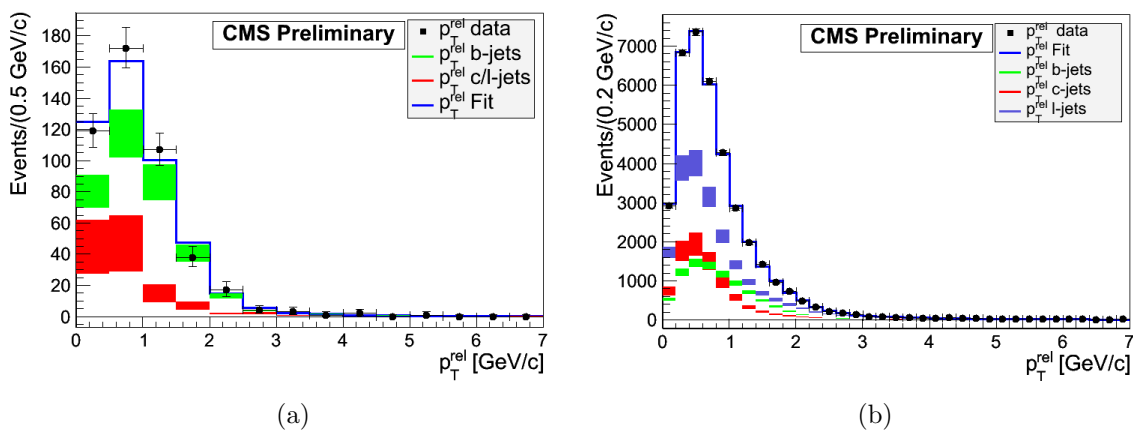 CMS Preliminary
p_T^rel data
p_T^rel b-jets
p_T^rel c/l-jets
p_T^rel Fit
Events/(0.5 GeV/c)
180
160
140
120
100
80
60
40
20
0
0 1 2 3 4 5 6 7
p_T^rel [GeV/c]
(a)
CMS Preliminary
p_T^rel data
p_T^rel Fit
p_T^rel b-jets
p_T^rel c-jets
p_T^rel l-jets
Events/(0.2 GeV/c)
7000
6000
5000
4000
3000
2000
1000
0
0 1 2 3 4 5 6 7
p_T^rel [GeV/c]
(b)